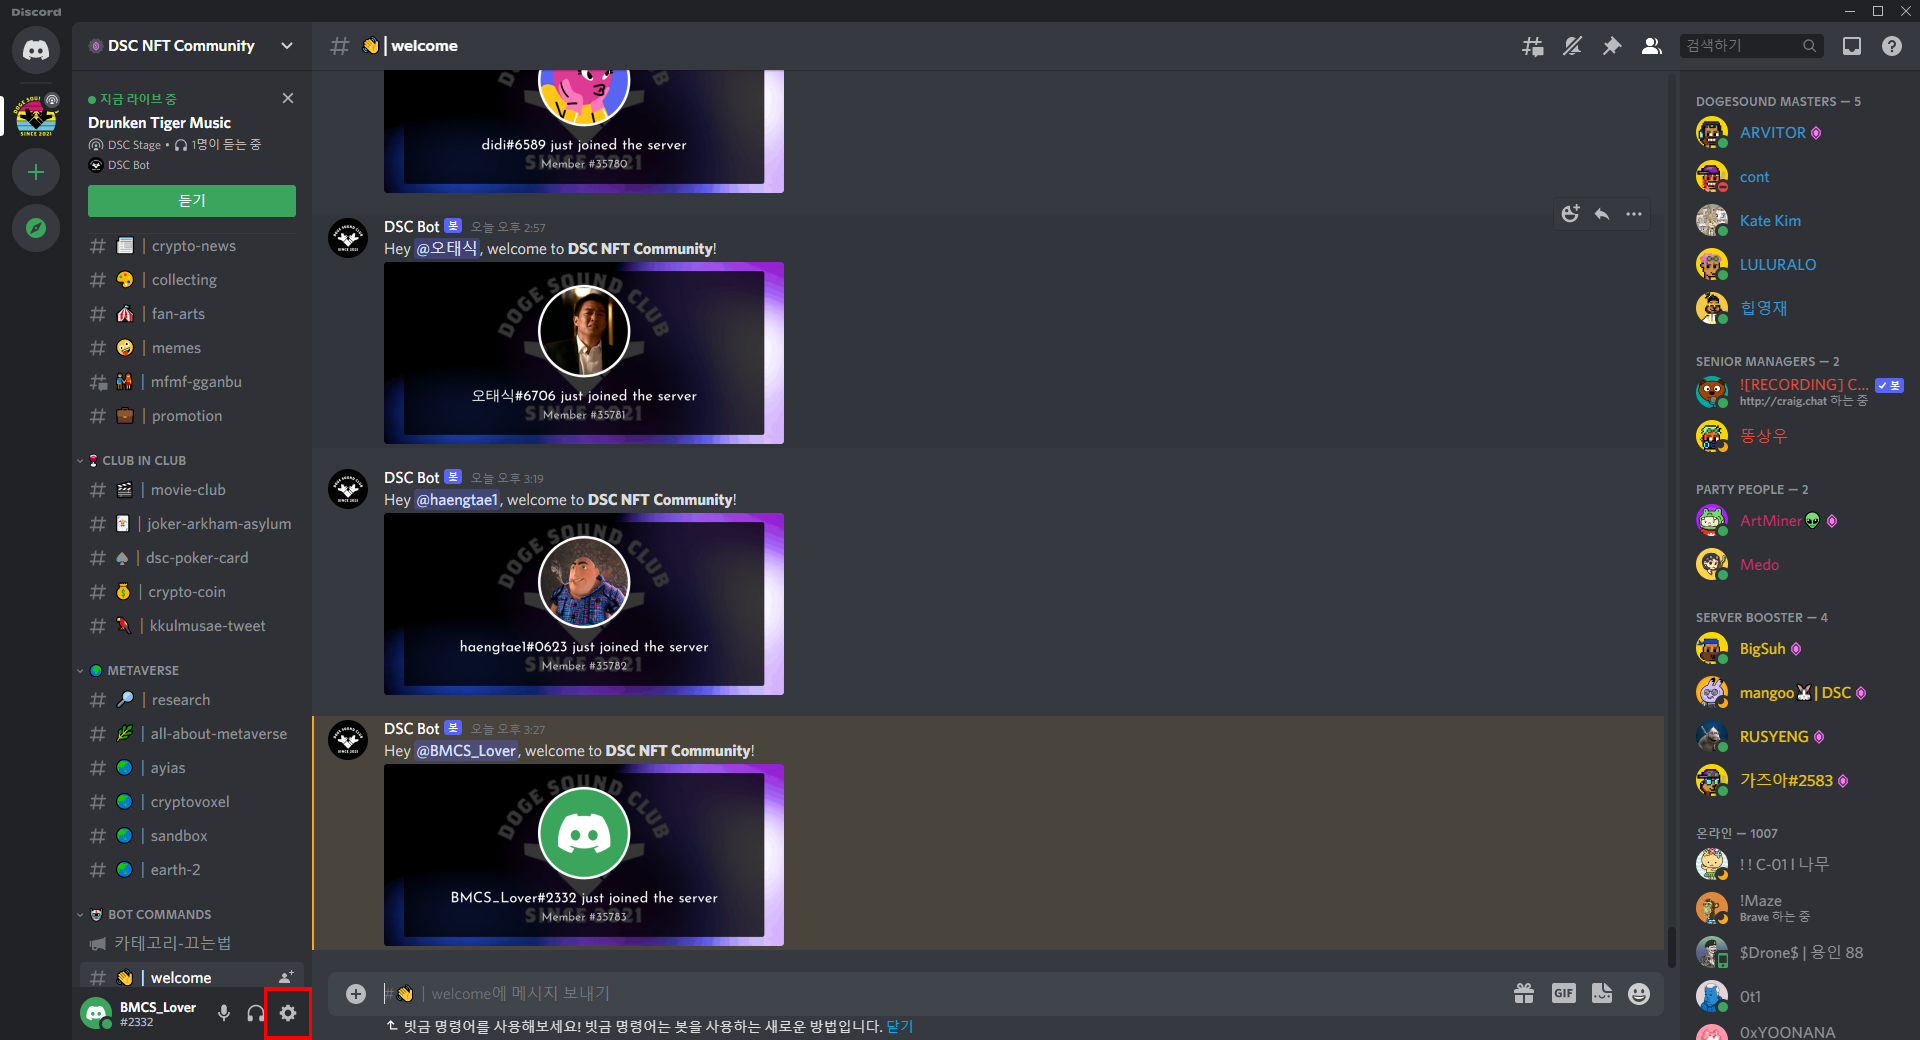 Discord
DSC NFT Community
지금 라이브 중
Drunken Tiger Music
DSC Stage • 1명이 듣는 중
DSC Bot
듣기
# | crypto-news
# | collecting
# | fan-arts
# | memes
# | mfmf-gganbu
# | promotion
CLUB IN CLUB
# | movie-club
# | joker-arkham-asylum
# | dsc-poker-card
# | crypto-coin
# | kkulmusae-tweet
METAVERSE
# | research
# | all-about-metaverse
# | ayias
# | cryptovoxel
# | sandbox
# | earth-2
BOT COMMANDS
카테고리-끄는법
# 👋 | welcome
BMCS_Lover
#2332
# 👋 | welcome
검색하기
didi#6589 just joined the server
Member #35780
SINCE 2021
DSC Bot 봇 오늘 오후 2:57
Hey @오태식, welcome to DSC NFT Community!
DOGE SOUND CLUB
오태식#6706 just joined the server
Member #35781
SINCE 2021
DSC Bot 봇 오늘 오후 3:19
Hey @haengtae1, welcome to DSC NFT Community!
DOGE SOUND CLUB
haengtae1#0623 just joined the server
Member #35782
SINCE 2021
DSC Bot 봇 오늘 오후 3:27
Hey @BMCS_Lover, welcome to DSC NFT Community!
DOGE SOUND CLUB
BMCS_Lover#2332 just joined the server
Member #35783
SINCE 2021
#👋 | welcome에 메시지 보내기
GIF
빗금 명령어를 사용해보세요! 빗금 명령어는 봇을 사용하는 새로운 방법입니다. 닫기
DOGESOUND MASTERS — 5
ARVITOR
cont
Kate Kim
LULURALO
힙영재
SENIOR MANAGERS — 2
![RECORDING] C... ✓ 봇
http://craig.chat 하는 중
똥상우
PARTY PEOPLE — 2
ArtMiner👽
Medo
SERVER BOOSTER — 4
BigSuh
mangoo🐰| DSC
RUSYENG
가즈아#2583
온라인 — 1007
! ! C-01 l 나무
!Maze
Brave 하는 중
$Drone$ | 용인 88
0t1
0xYOONANA